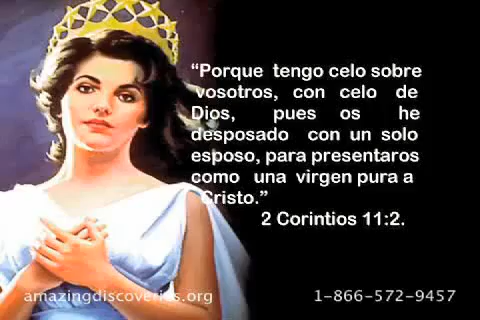 “Porque tengo celo sobre
vosotros, con celo de
Dios, pues os he
desposado con un solo
esposo, para presentaros
como una virgen pura a
Cristo.”
2 Corintios 11:2.
amazingdiscoveries.org
1-866-572-9457